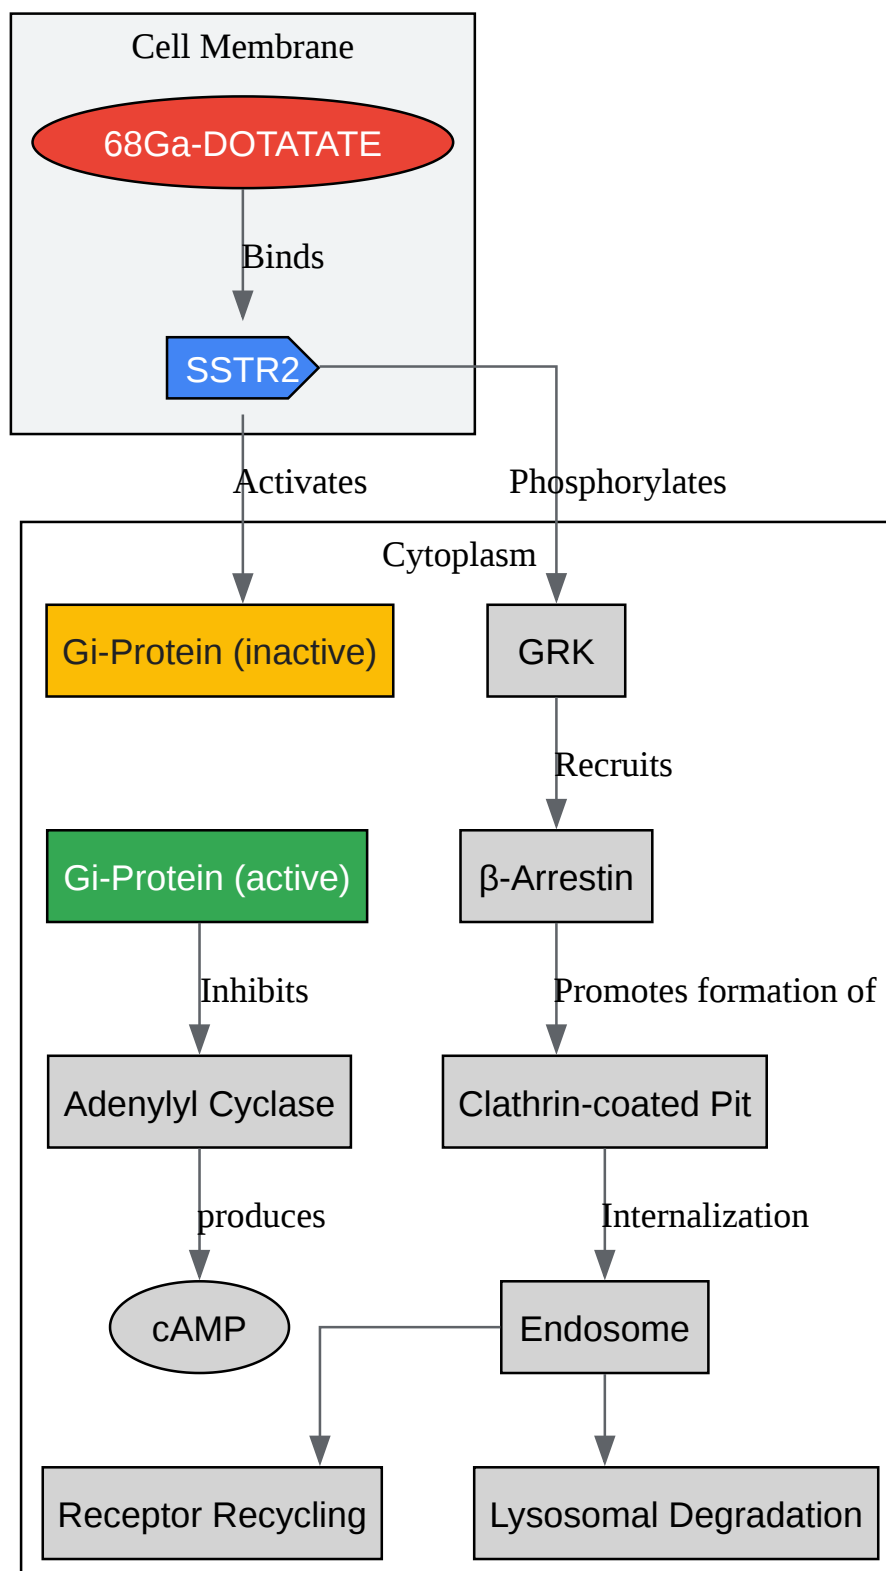 Cell Membrane
68Ga-DOTATATE
Binds
SSTR2
Activates
Phosphorylates
Cytoplasm
Gi-Protein (inactive)
GRK
Recruits
Gi-Protein (active)
β-Arrestin
Inhibits
Promotes formation of
Adenylyl Cyclase
Clathrin-coated Pit
produces
Internalization
cAMP
Endosome
Receptor Recycling
Lysosomal Degradation